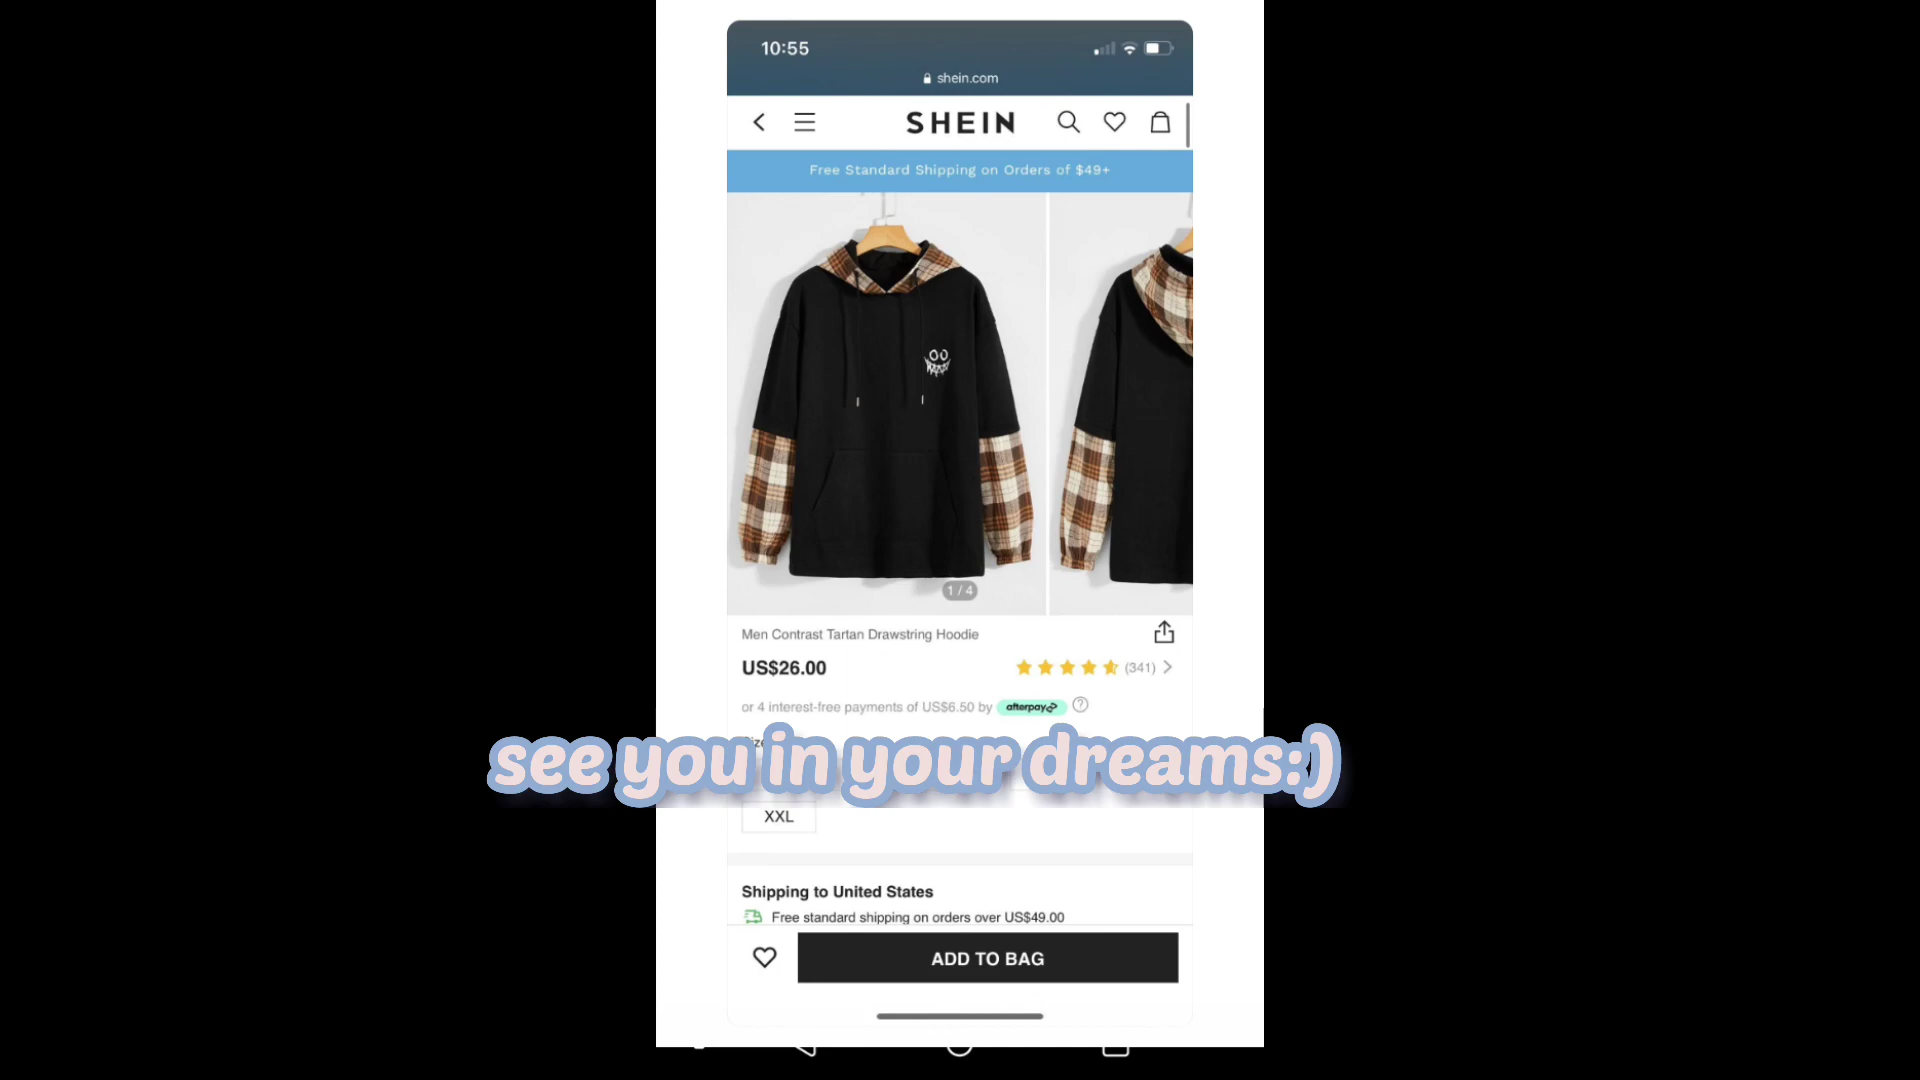 10:55
shein.com
SHEIN
Free Standard Shipping on Orders of $49+
1 / 4
Men Contrast Tartan Drawstring Hoodie
US$26.00
(341)
or 4 interest-free payments of US$6.50 by afterpay
see you in your dreams:)
XXL
Shipping to United States
Free standard shipping on orders over US$49.00
ADD TO BAG